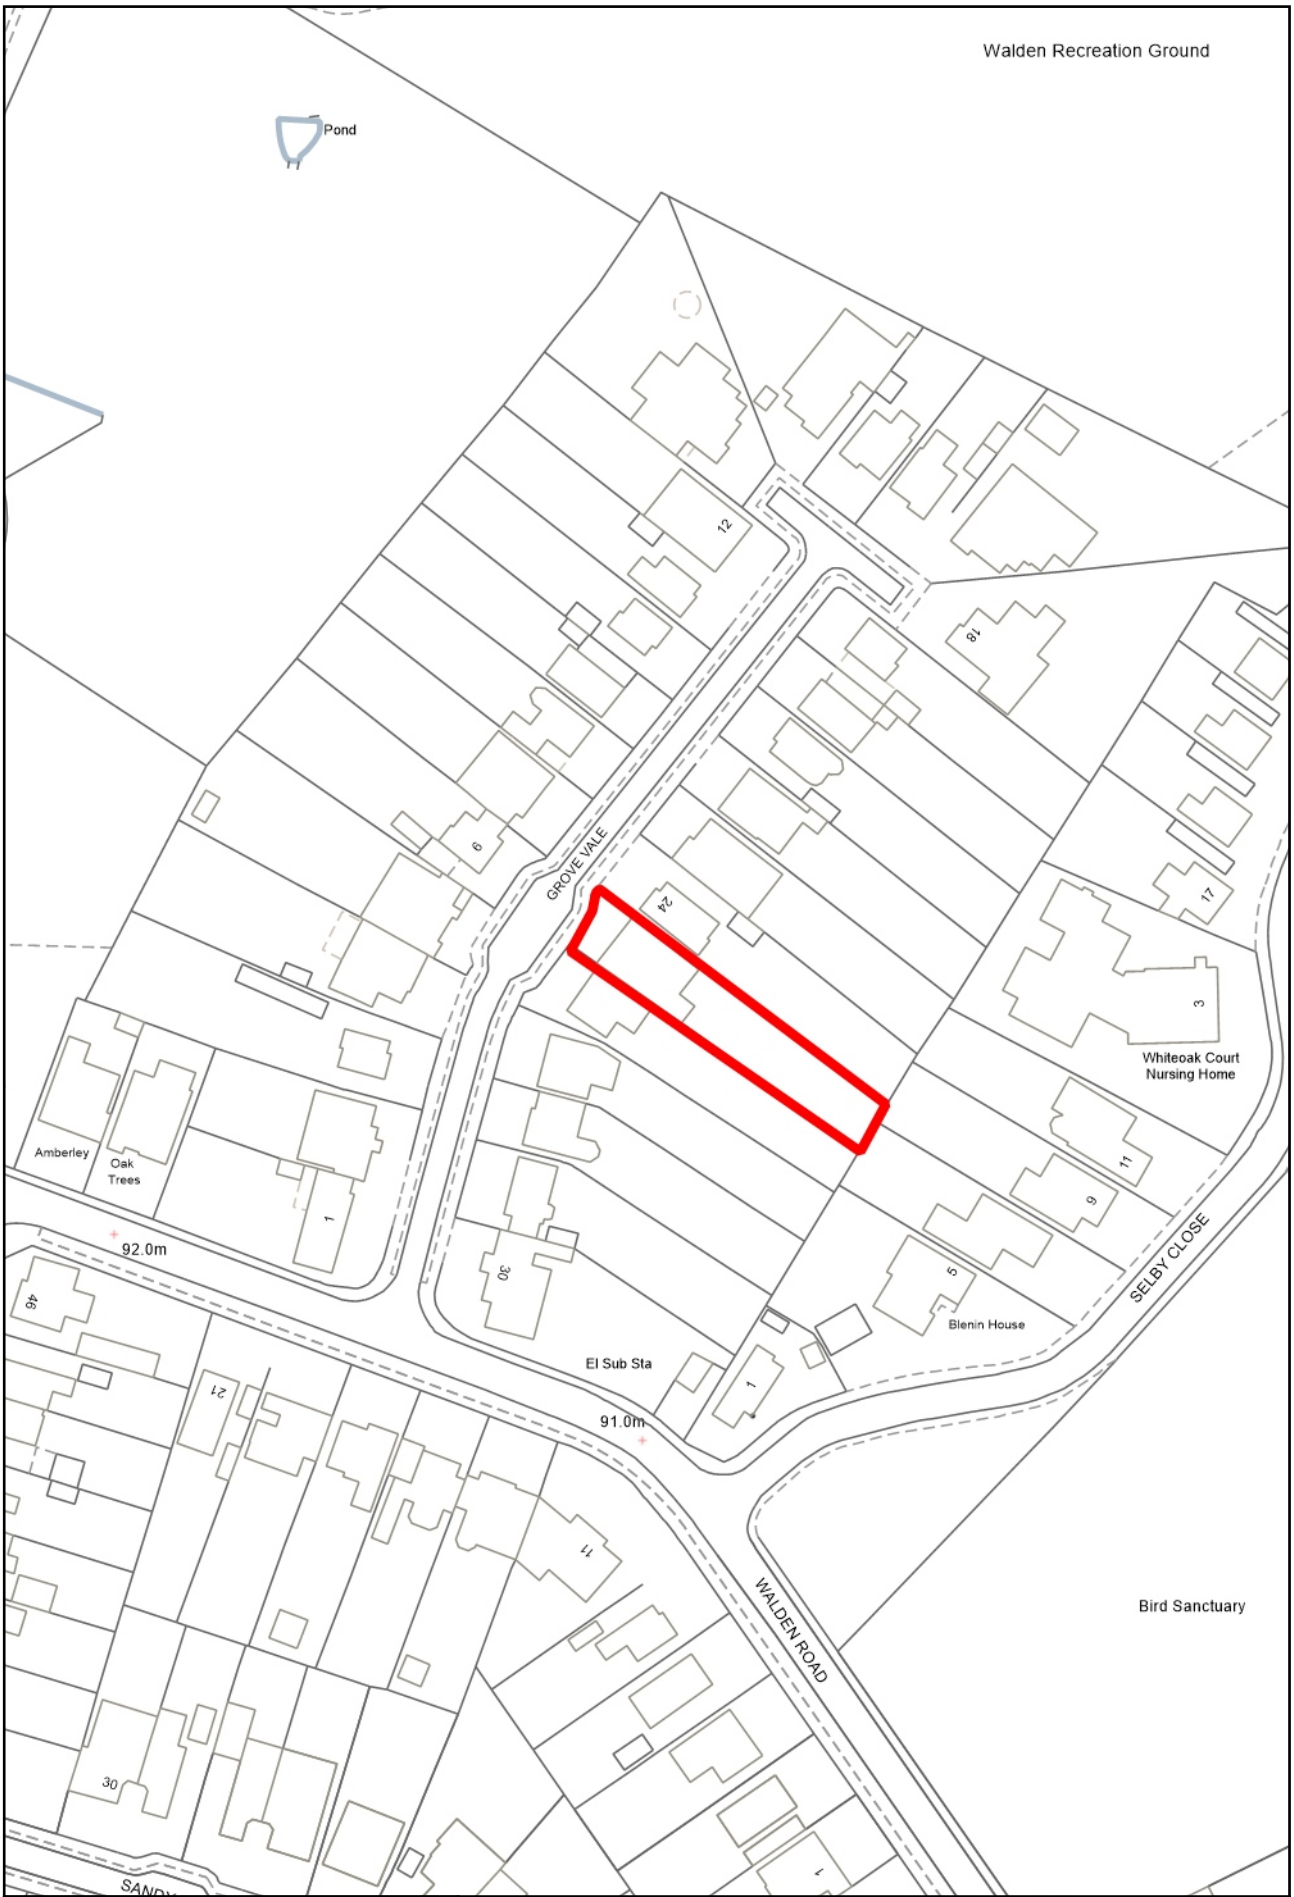 Walden Recreation Ground
Pond
12
18
9
GROVE VALE
24
17
3
Whiteoak Court
Nursing Home
Amberley
Oak
Trees
1
11
9
92.0m
SELBY CLOSE
30
5
46
Blenin House
El Sub Sta
21
1
91.0m
11
WALDEN ROAD
Bird Sanctuary
30
1